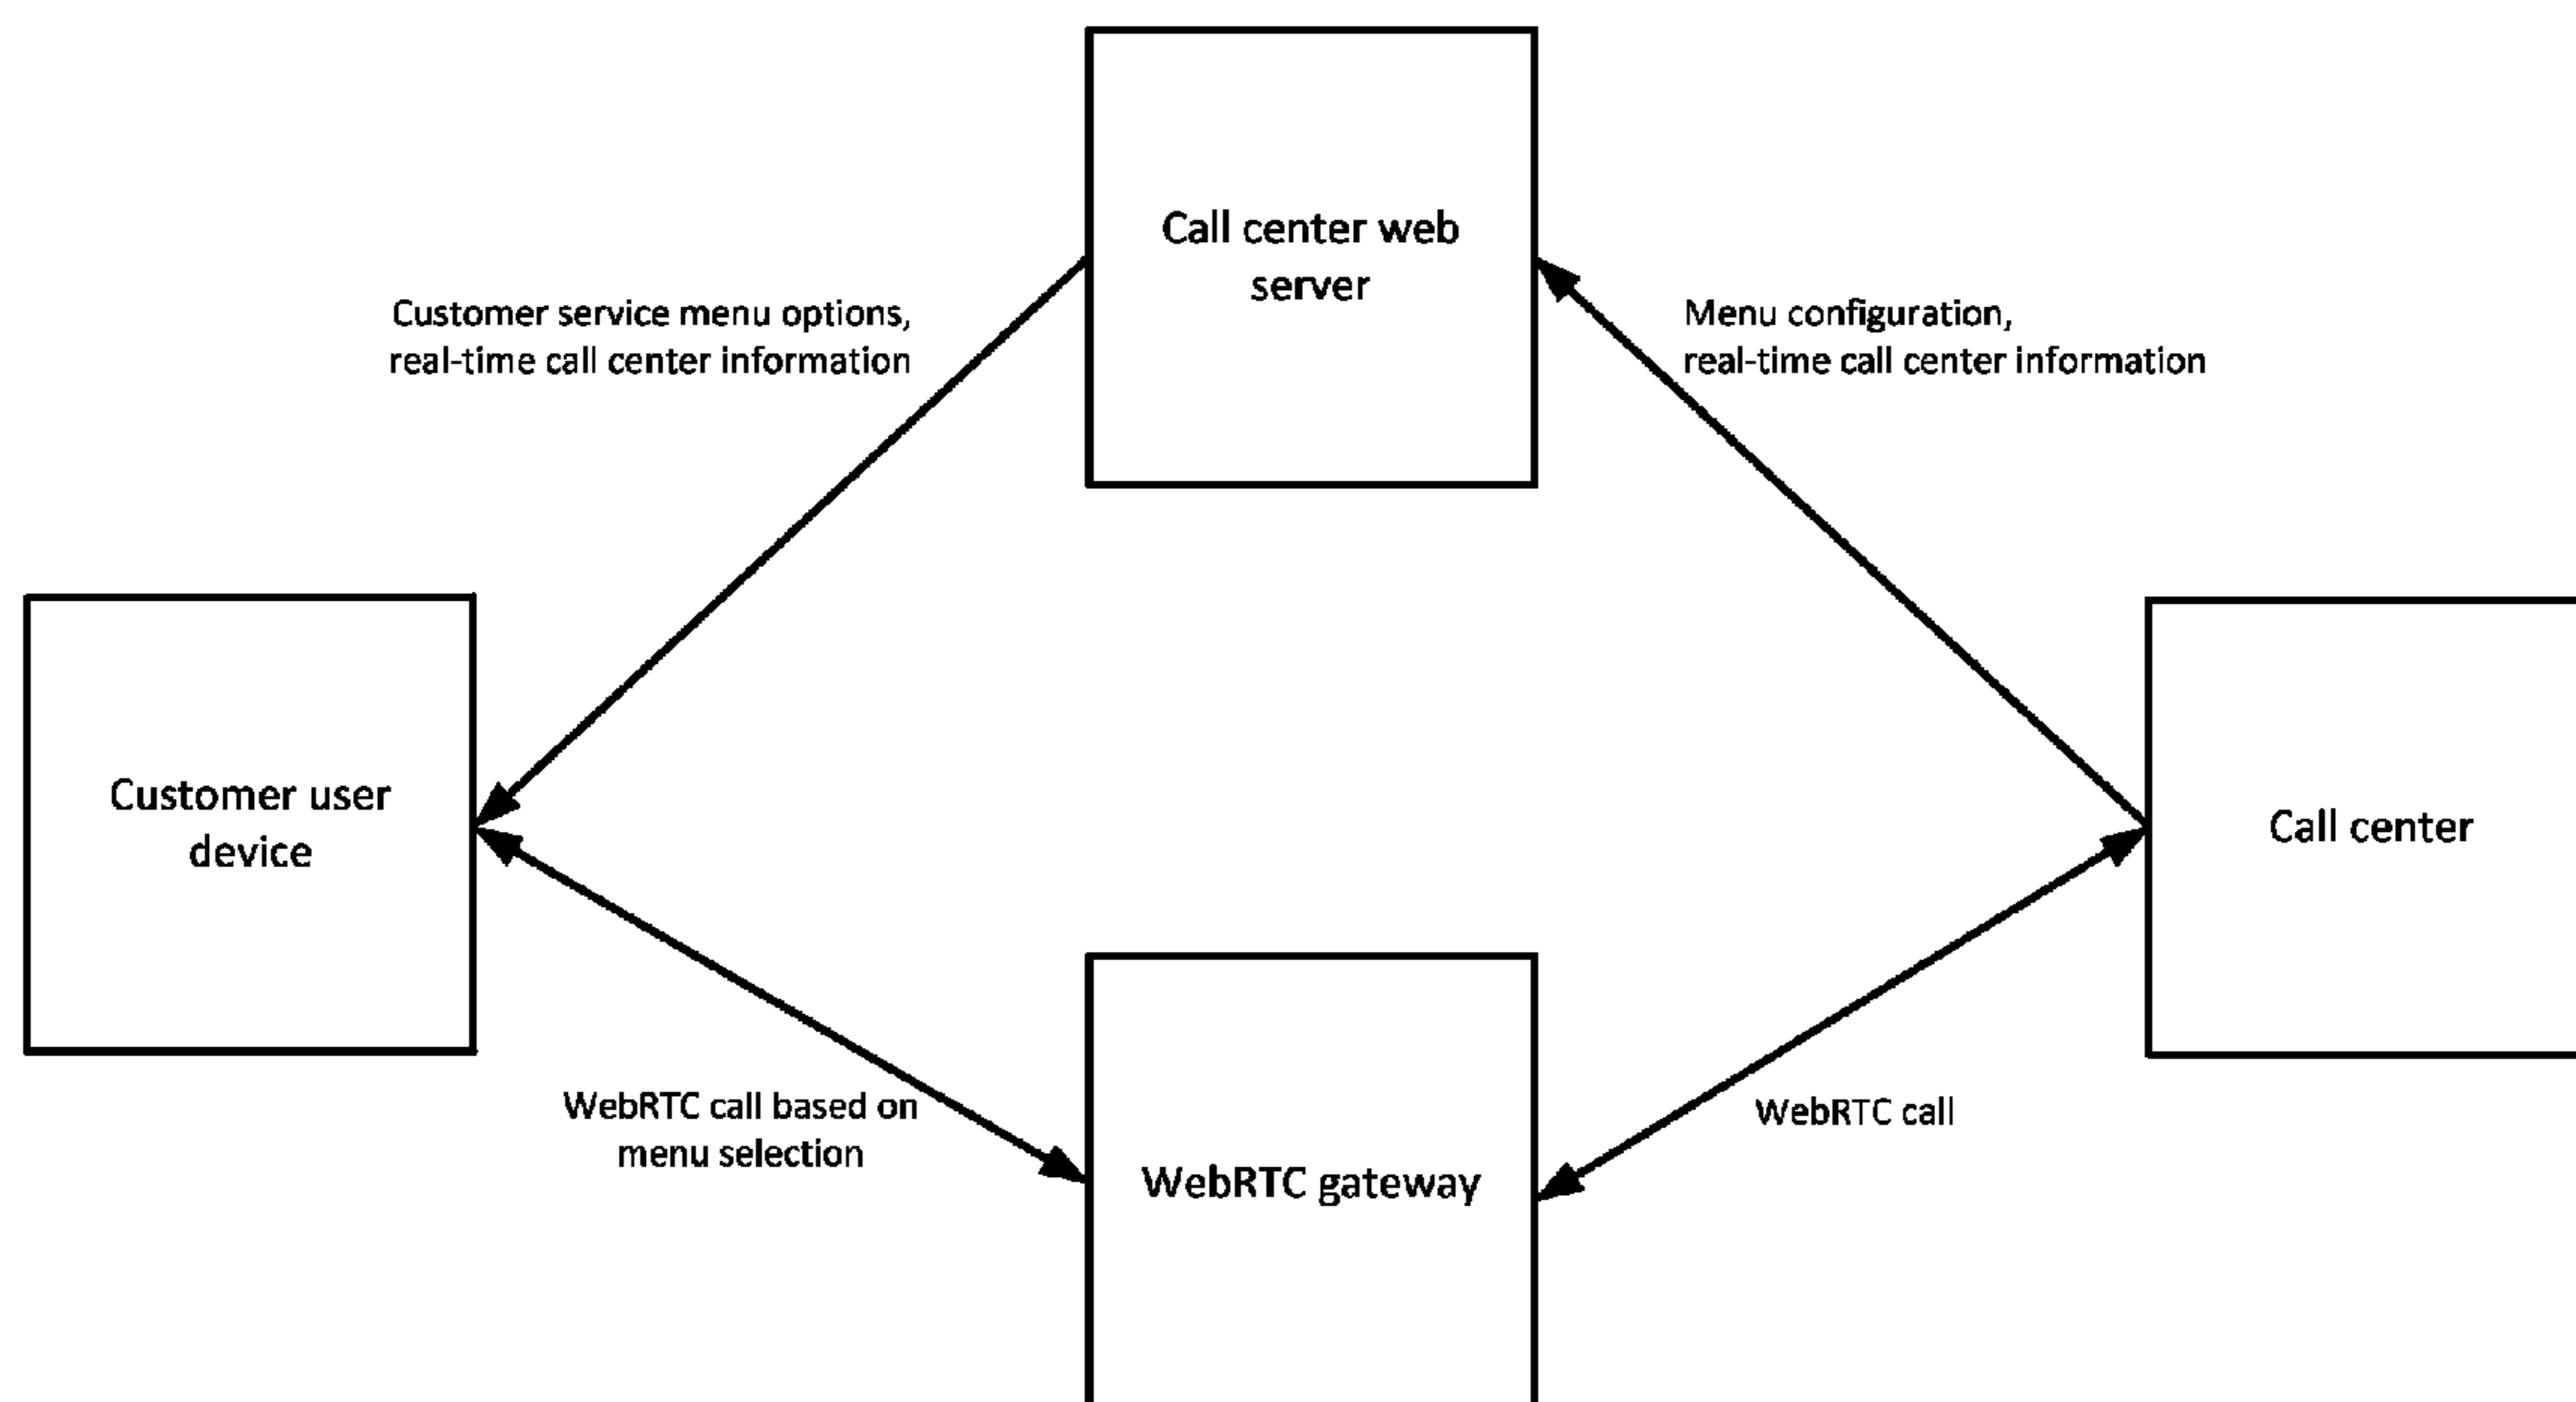 Call center web
server
Customer service menu options,
real-time call center information
Menu configuration,
real-time call center information
Customer user
device
Call center
WebRTC call based on
menu selection
WebRTC call
WebRTC gateway